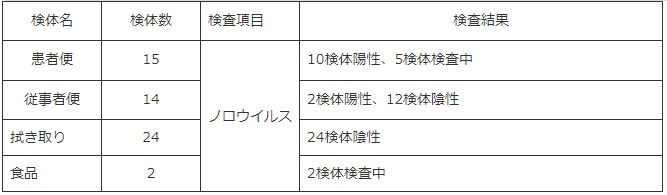 検体名 検体数 検査項目 検査結果
患者便 15 10検体陽性、5検体検査中
従事者便 14 2検体陽性、12検体陰性
ノロウイルス
拭き取り 24 24検体陰性
食品 2 2検体検査中